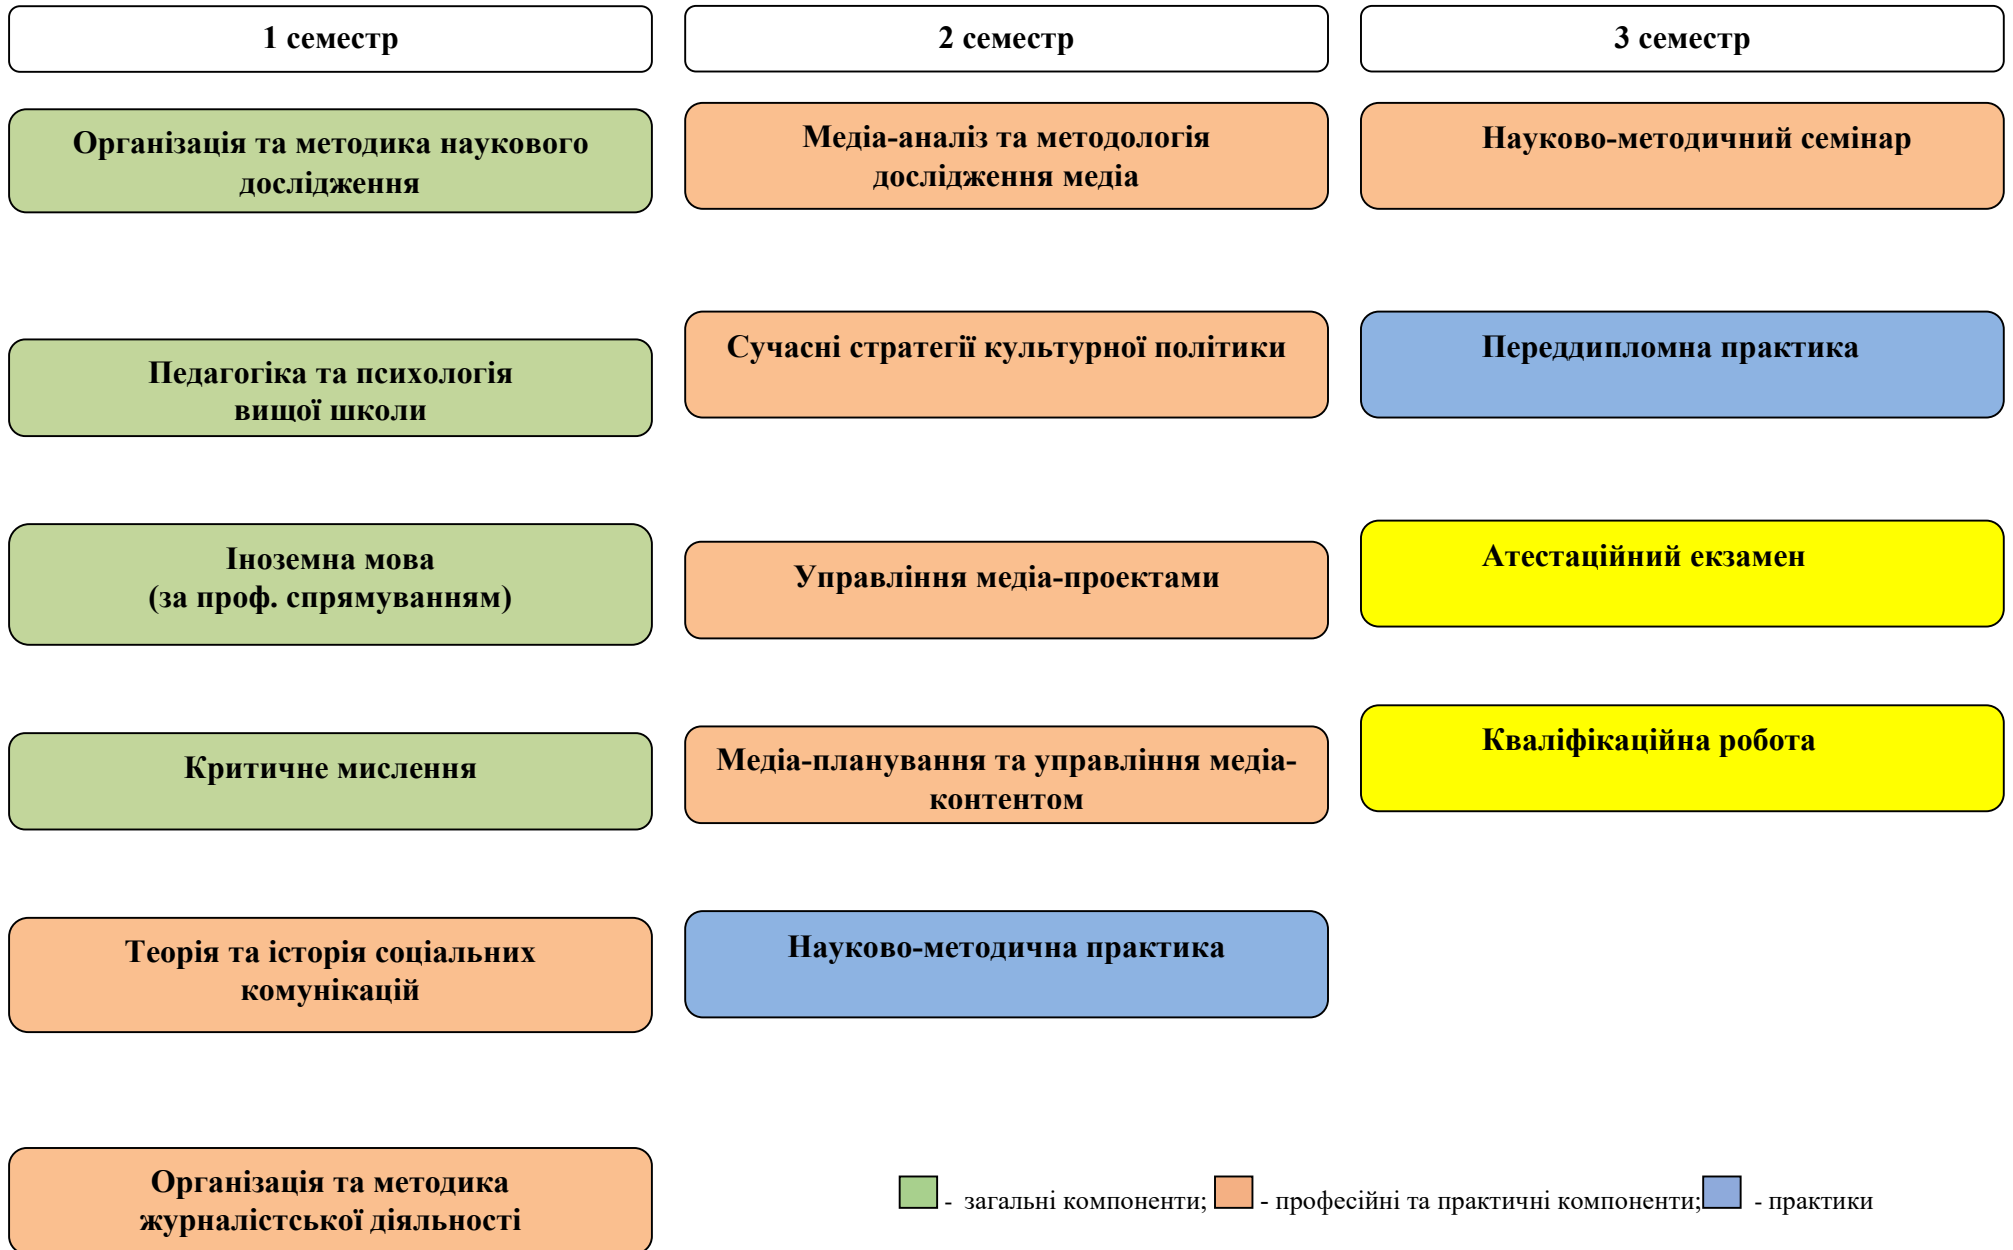 1 семестр
2 семестр
3 семестр
Організація та методика наукового
дослідження
Медіа-аналіз та методологія
дослідження медіа
Науково-методичний семінар
Педагогіка та психологія
вищої школи
Сучасні стратегії культурної політики
Переддипломна практика
Іноземна мова
(за проф. спрямуванням)
Управління медіа-проектами
Атестаційний екзамен
Критичне мислення
Медіа-планування та управління медіа-
контентом
Кваліфікаційна робота
Теорія та історія соціальних
комунікацій
Науково-методична практика
Організація та методика
журналістської діяльності
- загальні компоненти; - професійні та практичні компоненти; - практики